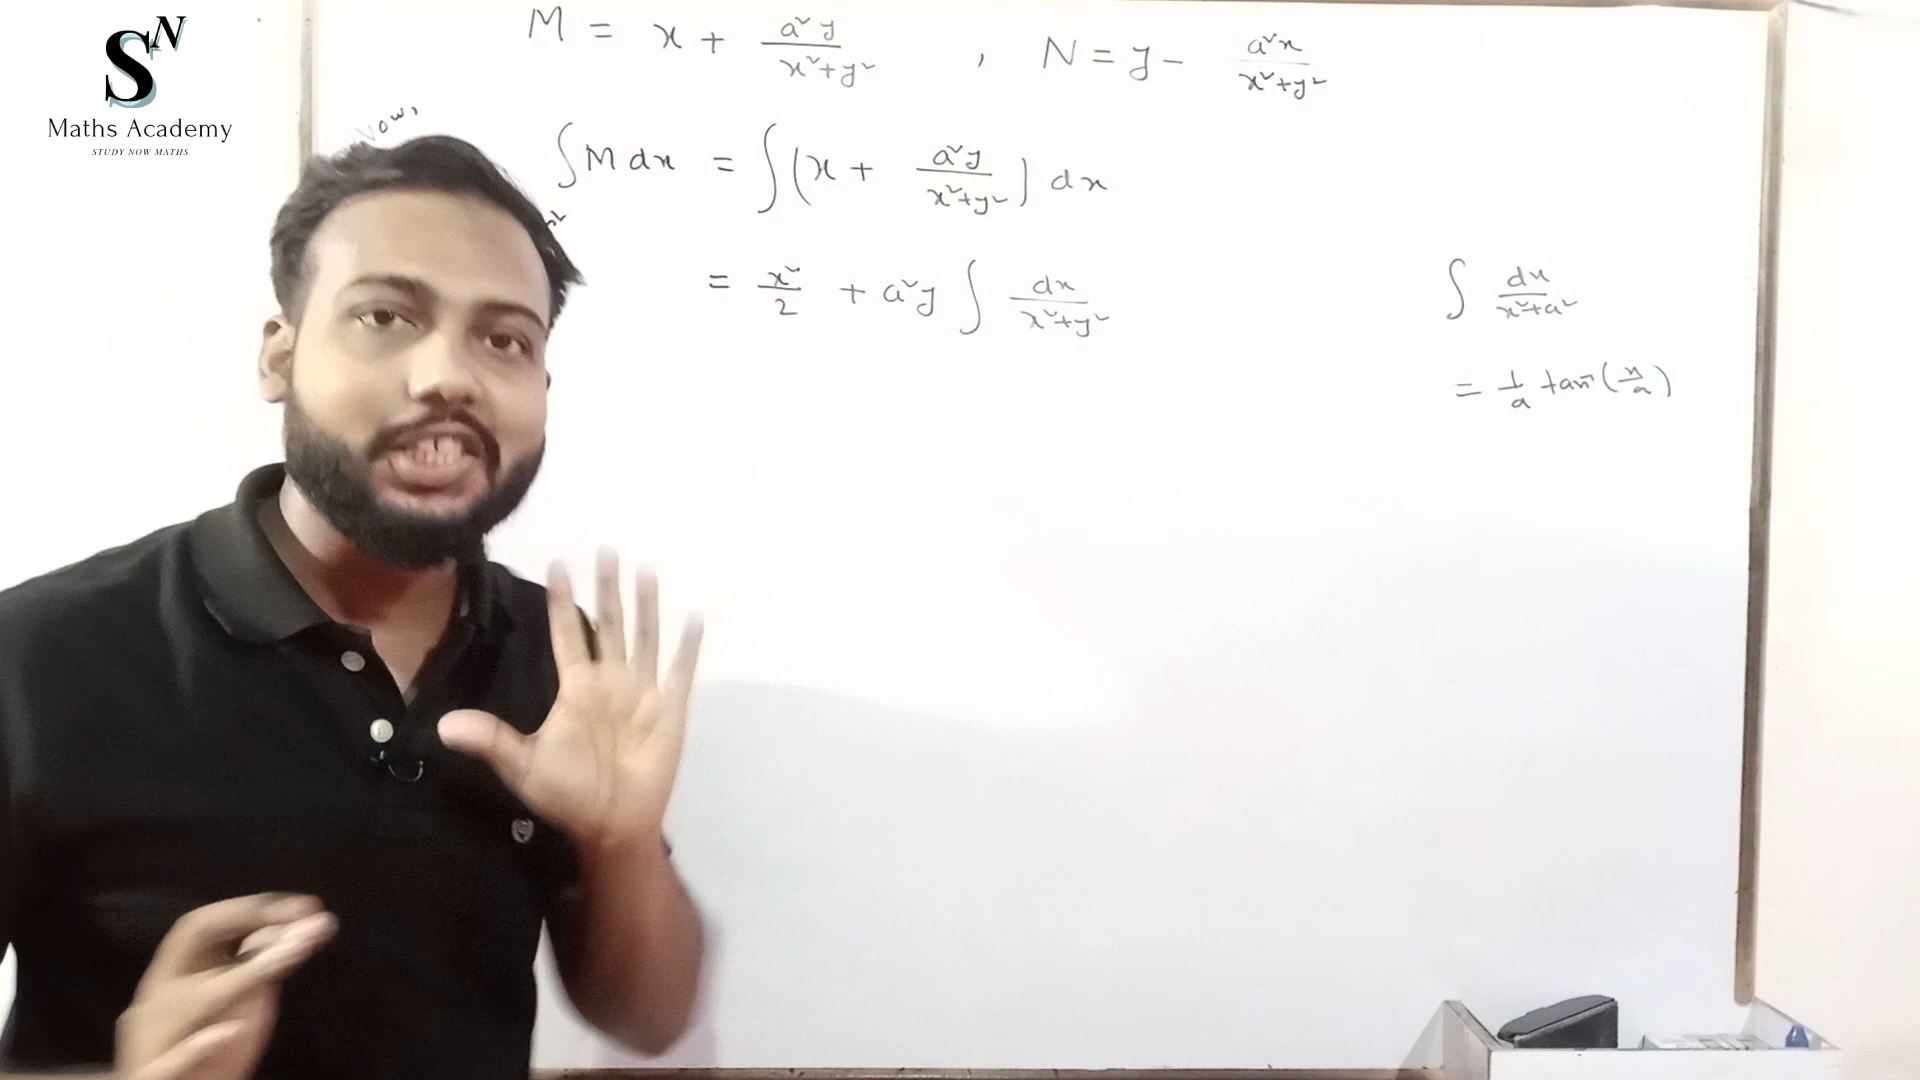 SN
Maths Academy
STUDY NOW MATHS
M = x + a²y/(x²+y²) , N = y - a²x/(x²+y²)
Now,
∫M dx = ∫(x + a²y/(x²+y²)) dx
= x²/2 + a²y ∫ dx/(x²+y²)
∫ dx/(x²+a²)
= 1/a tan⁻(x/a)